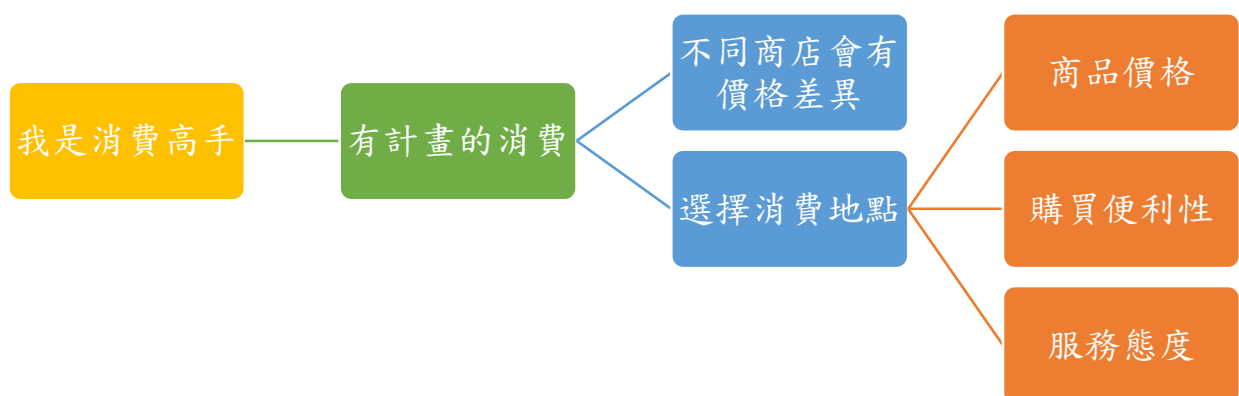 我是消費高手
有計畫的消費
不同商店會有
價格差異
選擇消費地點
商品價格
購買便利性
服務態度